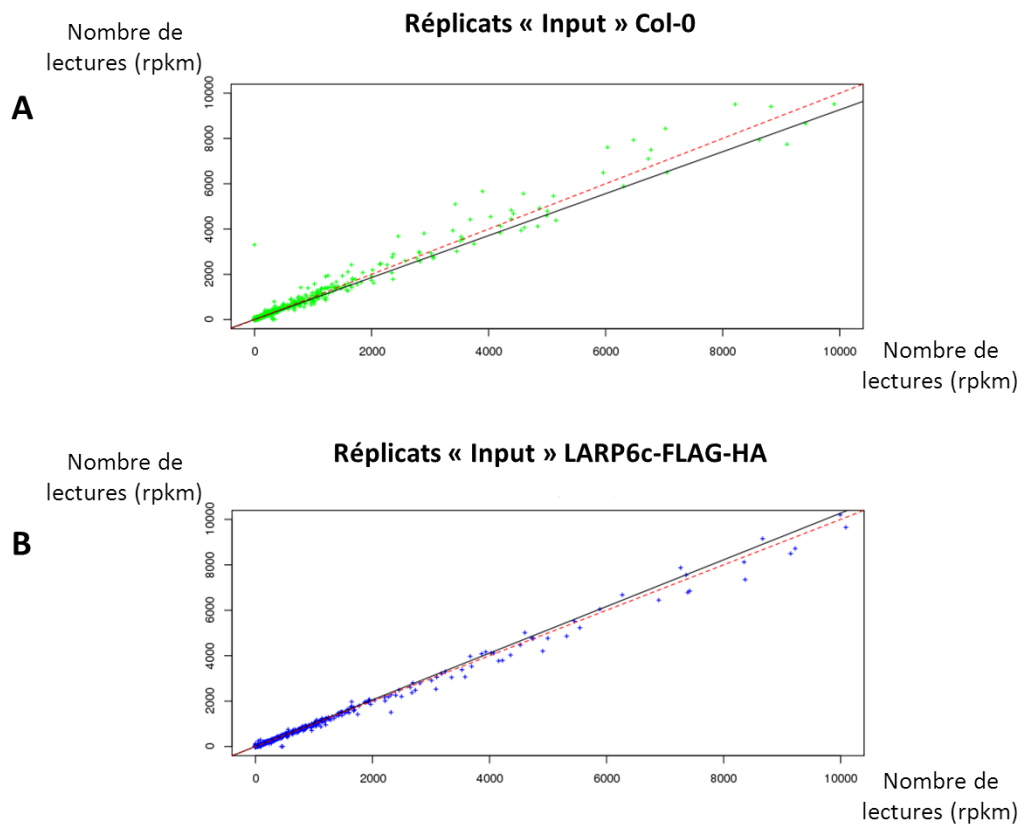 Réplicats « Input » Col-0
Nombre de
lectures (rpkm)
A
10000
8000
6000
4000
2000
0
0 2000 4000 6000 8000 10000
Nombre de
lectures (rpkm)
Réplicats « Input » LARP6c-FLAG-HA
Nombre de
lectures (rpkm)
B
10000
8000
6000
4000
2000
0
0 2000 4000 6000 8000 10000
Nombre de
lectures (rpkm)